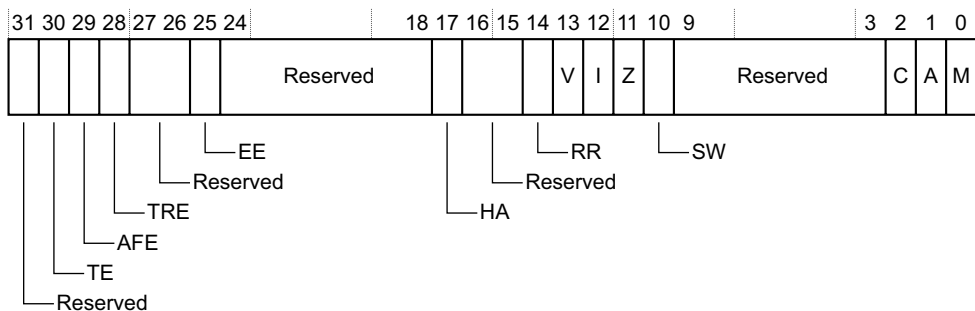 31 30 29 28 27 26 25 24 18 17 16 15 14 13 12 11 10 9 3 2 1 0
Reserved V I Z Reserved C A M
EE RR SW
Reserved Reserved
TRE HA
AFE
TE
Reserved